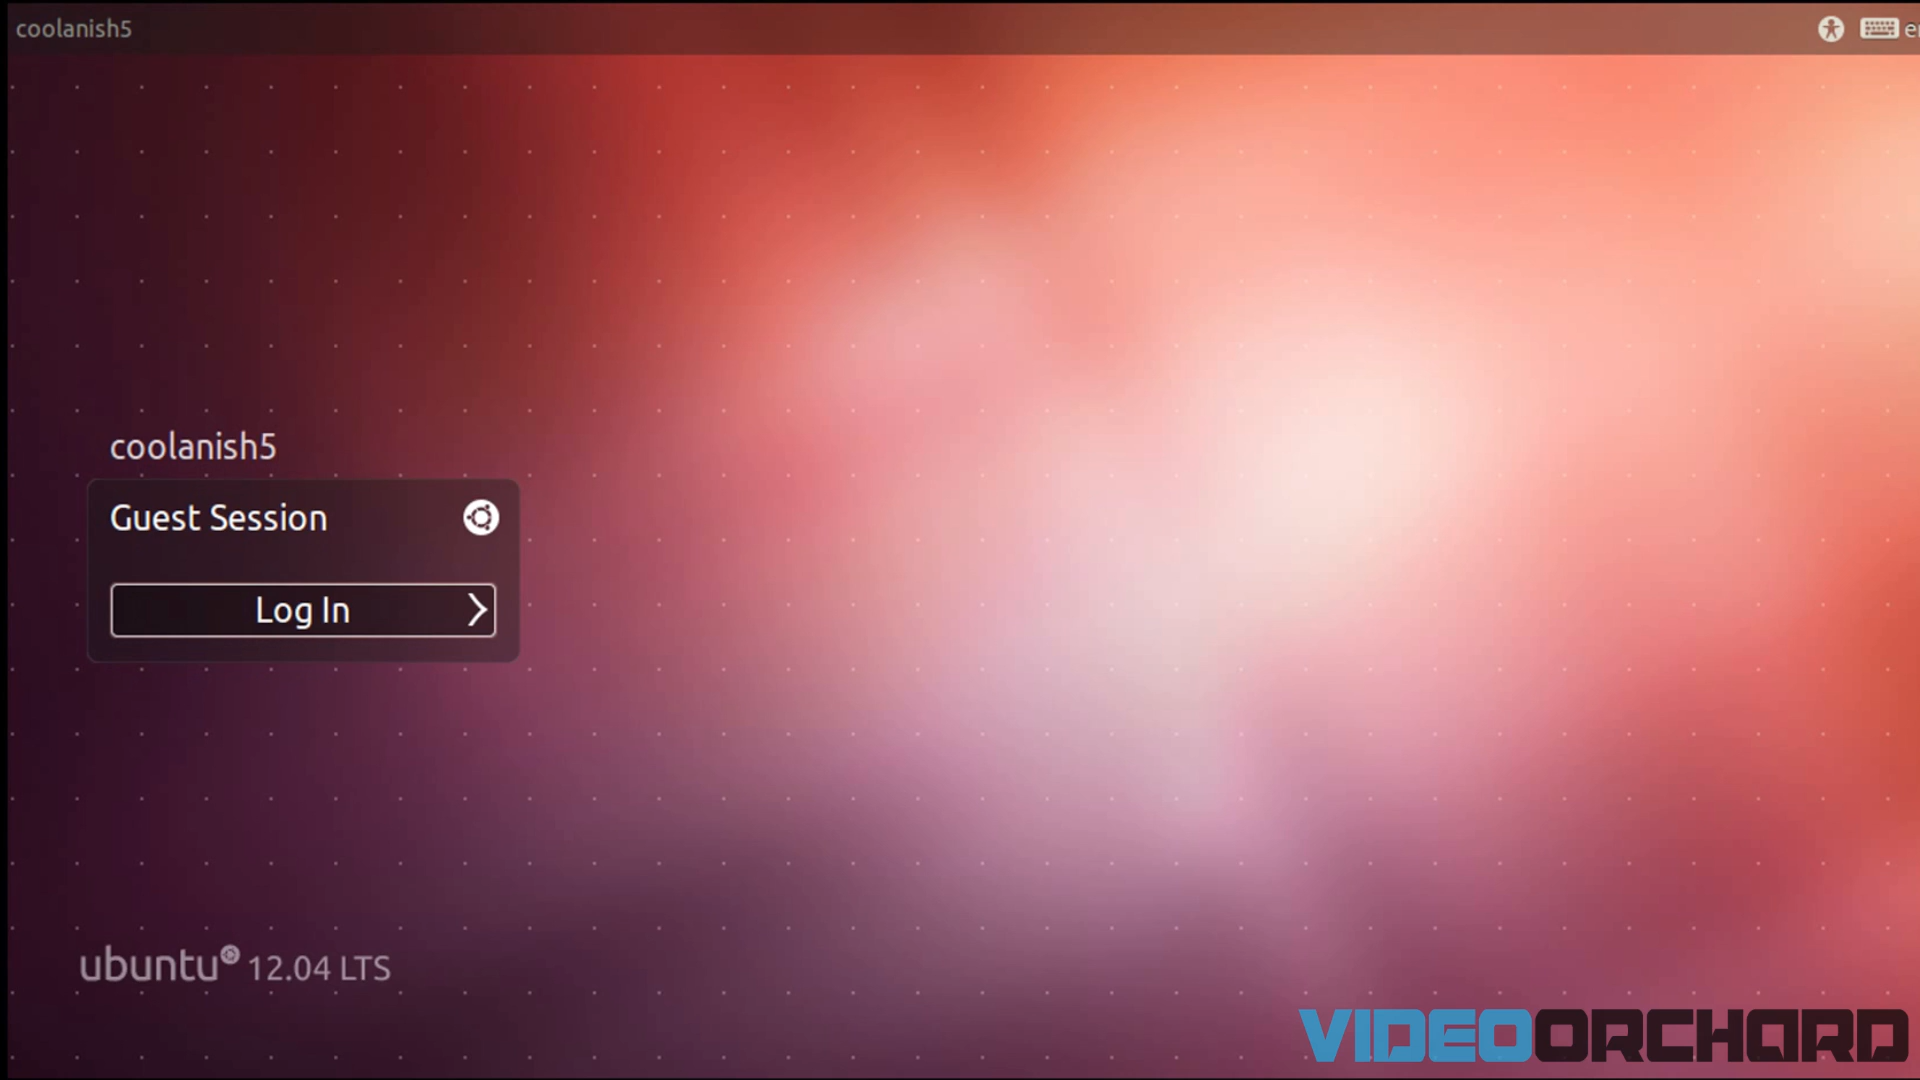 coolanish5
coolanish5
Guest Session
Log In
ubuntu 12.04 LTS
VIDEOORCHARD